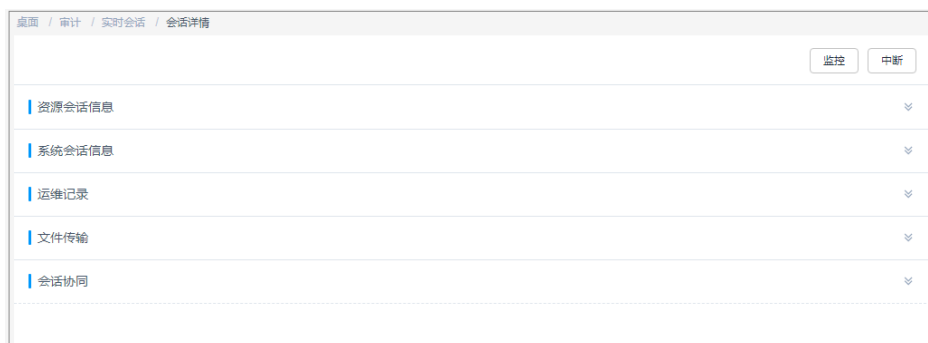 桌面 / 审计 / 实时会话 / 会话详情
监控 中断
资源会话信息
系统会话信息
运维记录
文件传输
会话协同